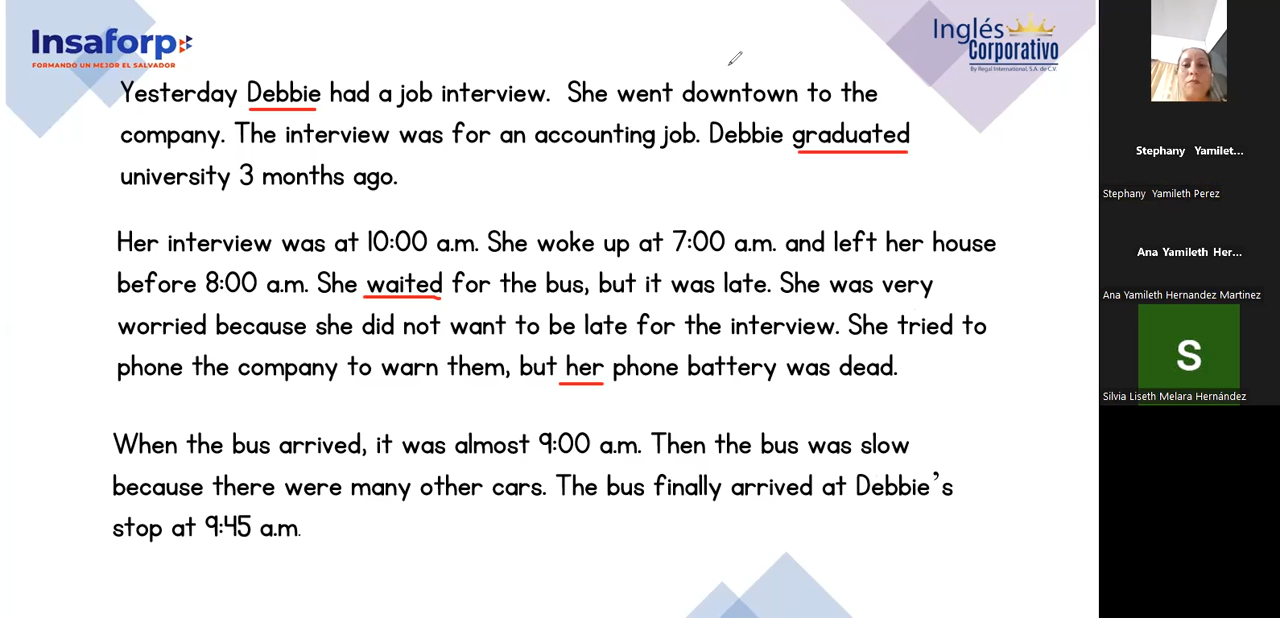 Insaforp
FORMANDO UN MEJOR EL SALVADOR
Inglés
Corporativo
By Regal International, S.A. de C.V.
Yesterday Debbie had a job interview. She went downtown to the
company. The interview was for an accounting job. Debbie graduated
university 3 months ago.
Her interview was at 10:00 a.m. She woke up at 7:00 a.m. and left her house
before 8:00 a.m. She waited for the bus, but it was late. She was very
worried because she did not want to be late for the interview. She tried to
phone the company to warn them, but her phone battery was dead.
When the bus arrived, it was almost 9:00 a.m. Then the bus was slow
because there were many other cars. The bus finally arrived at Debbie's
stop at 9:45 a.m.
Stephany Yamilet...
Stephany Yamileth Perez
Ana Yamileth Her...
Ana Yamileth Hernandez Martinez
S
Silvia Liseth Melara Hernández